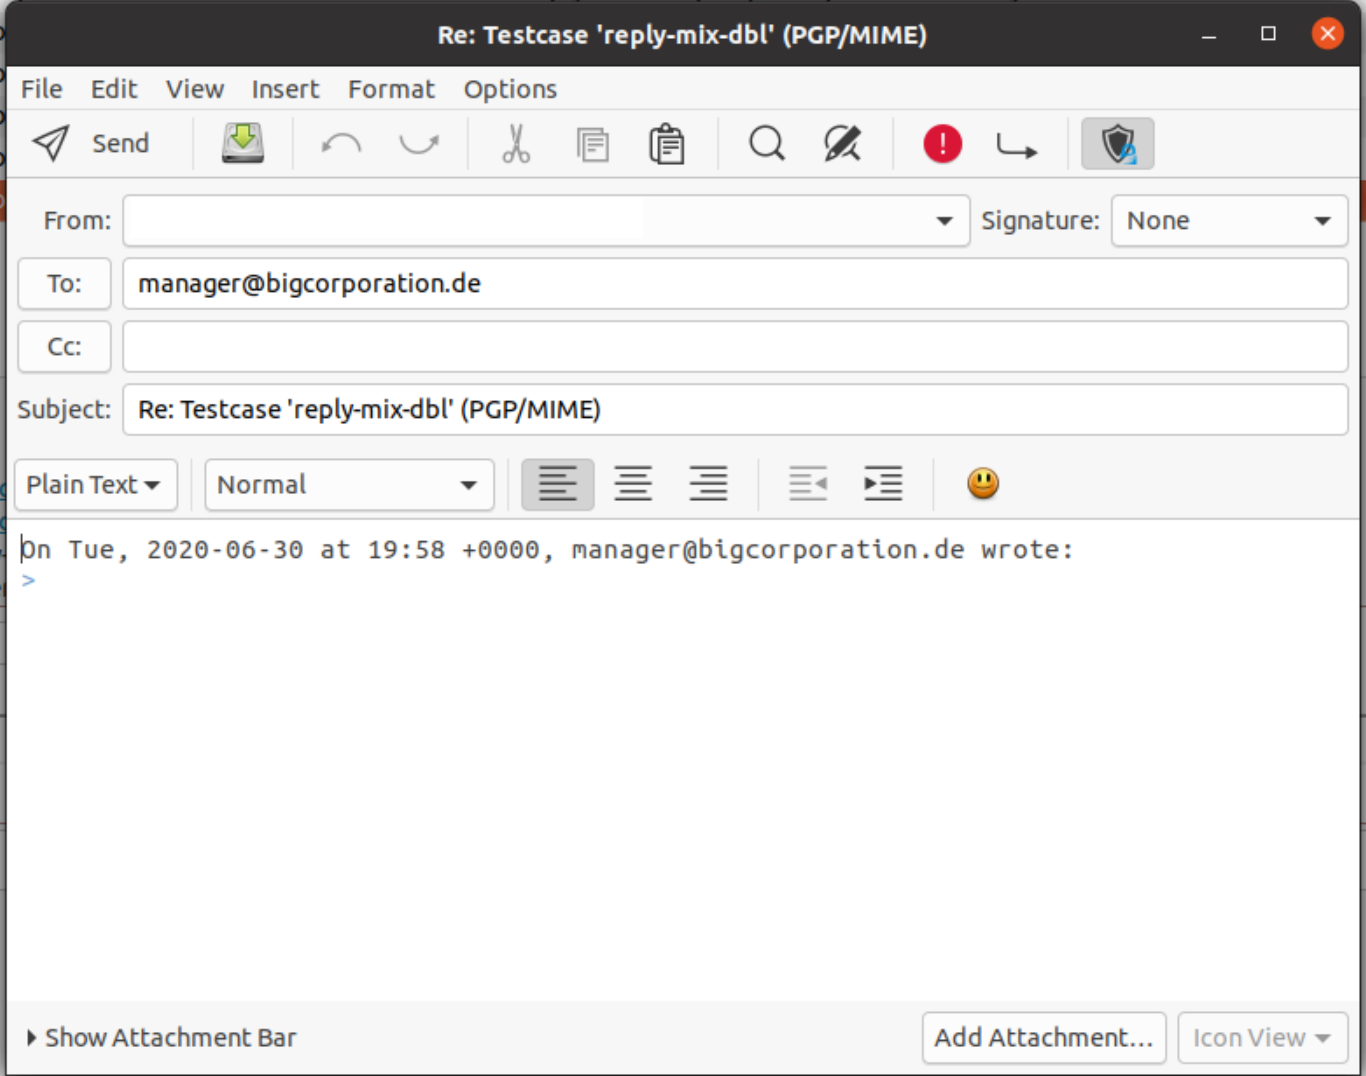 Re: Testcase 'reply-mix-dbl' (PGP/MIME)
File Edit View Insert Format Options
Send
From: Signature: None
To: manager@bigcorporation.de
Cc:
Subject: Re: Testcase 'reply-mix-dbl' (PGP/MIME)
Plain Text Normal
On Tue, 2020-06-30 at 19:58 +0000, manager@bigcorporation.de wrote:
>
Show Attachment Bar Add Attachment... Icon View